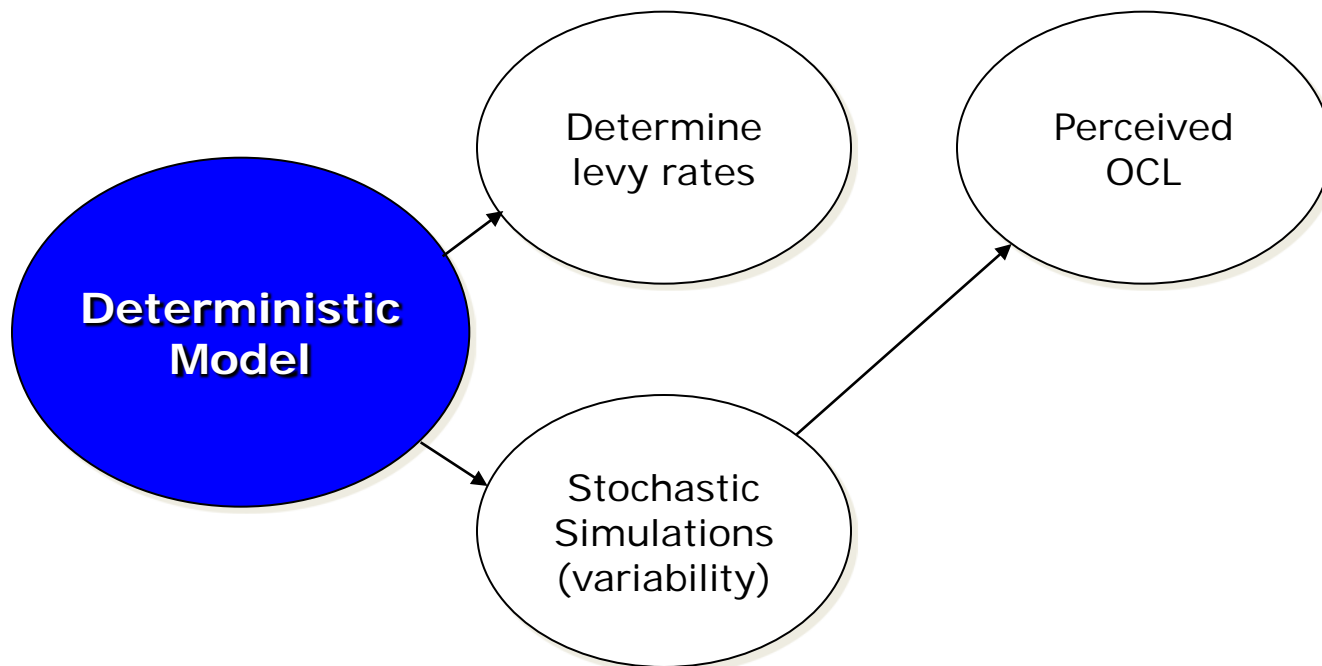 Determine
levy rates
Perceived
OCL
Deterministic
Model
Stochastic
Simulations
(variability)